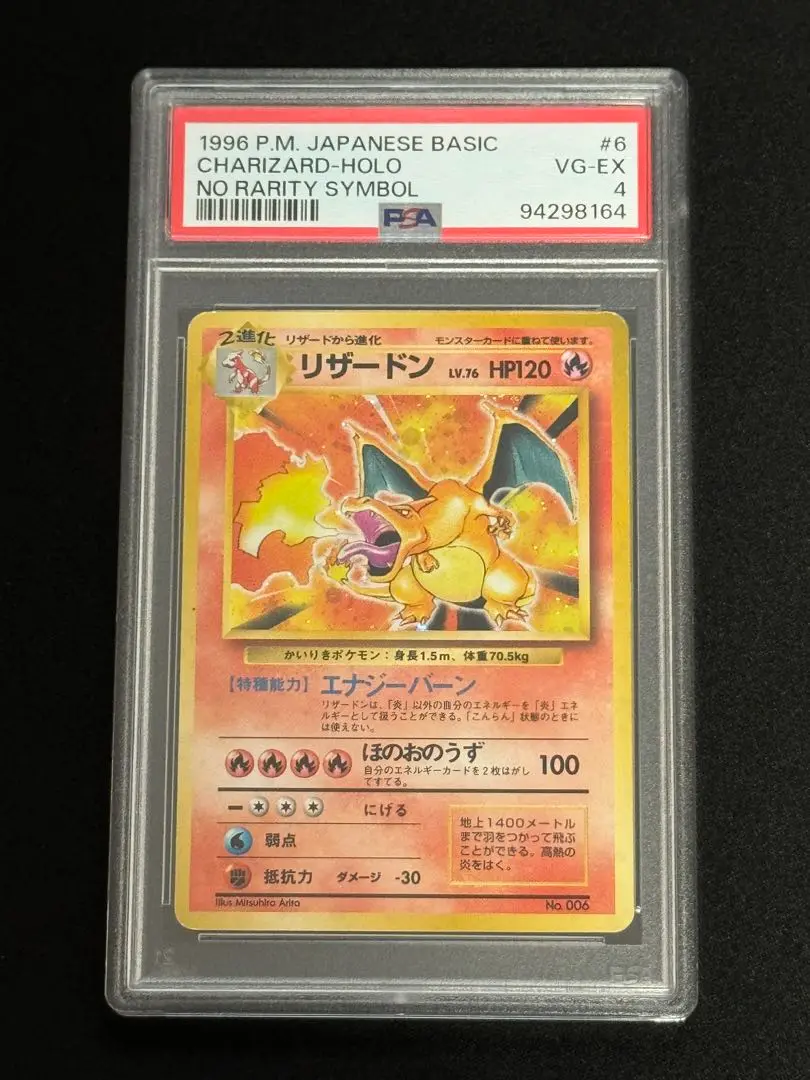 1996 P.M. JAPANESE BASIC #6
CHARIZARD-HOLO VG-EX
NO RARITY SYMBOL 4
PSA 94298164
2進化 リザードから進化 モンスターカードに重ねて使います。
リザードン LV.76 HP120
かいりきポケモン：身長1.5m、体重70.5kg
【特種能力】エナジーバーン
リザードンは、「炎」以外の自分のエネルギーを「炎」エネ
ルギーとして扱うことができる。「こんらん」状態のときに
は使えない。
ほのおのうず 100
自分のエネルギーカードを2枚はがし
てすてる。
にげる
弱点
抵抗力 ダメージ -30
地上1400メートル
まで羽をつかって飛ぶ
ことができる。高熱の
炎をはく。
Illus Mitsuhiro Arita No. 006
PSA